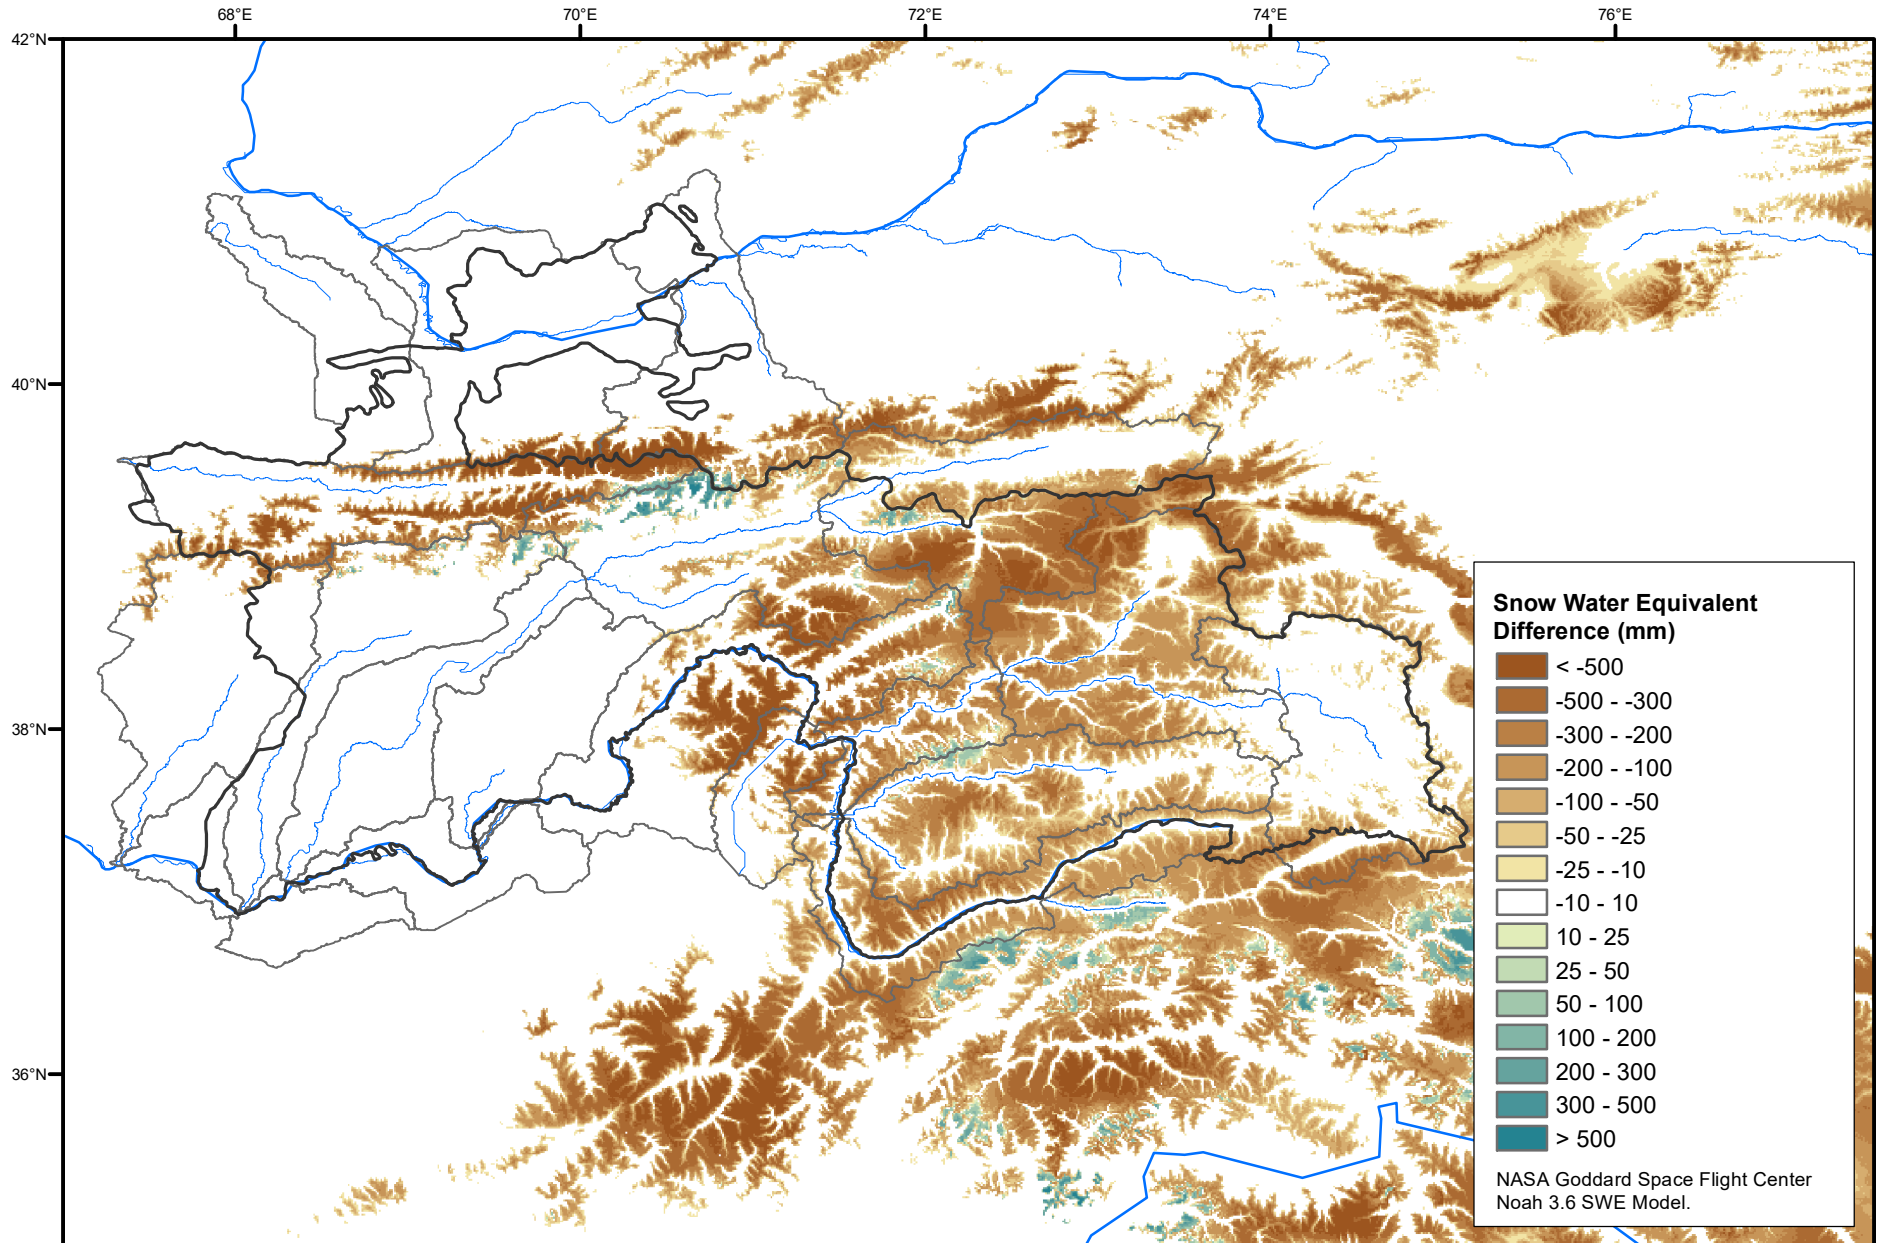 68°E
70°E
72°E
74°E
76°E
42°N
40°N
38°N
36°N
Snow Water Equivalent
Difference (mm)
< -500
-500 - -300
-300 - -200
-200 - -100
-100 - -50
-50 - -25
-25 - -10
-10 - 10
10 - 25
25 - 50
50 - 100
100 - 200
200 - 300
300 - 500
> 500
NASA Goddard Space Flight Center
Noah 3.6 SWE Model.